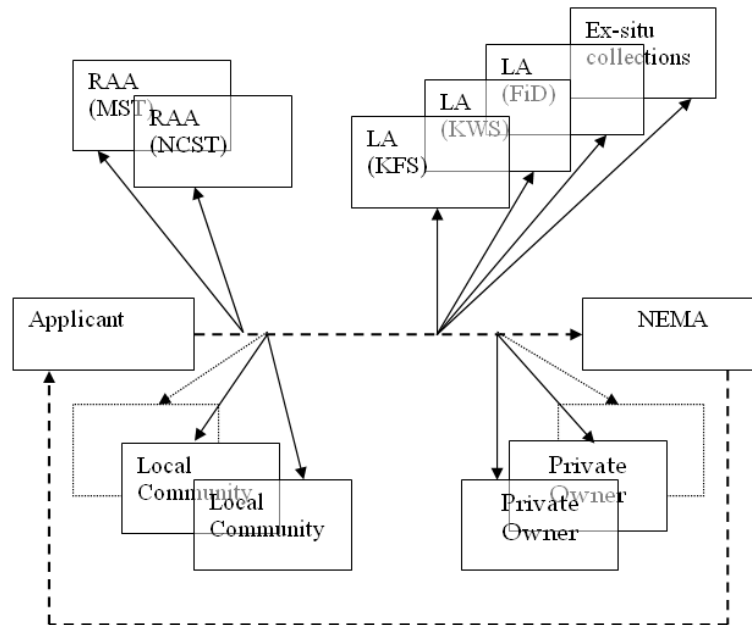 RAA
(MST)
RAA
(NCST)
Ex-situ
collections
LA
(FiD)
LA
(KWS)
LA
(KFS)
Applicant
NEMA
Local
Community
Local
Community
Private
Owner
Private
Owner